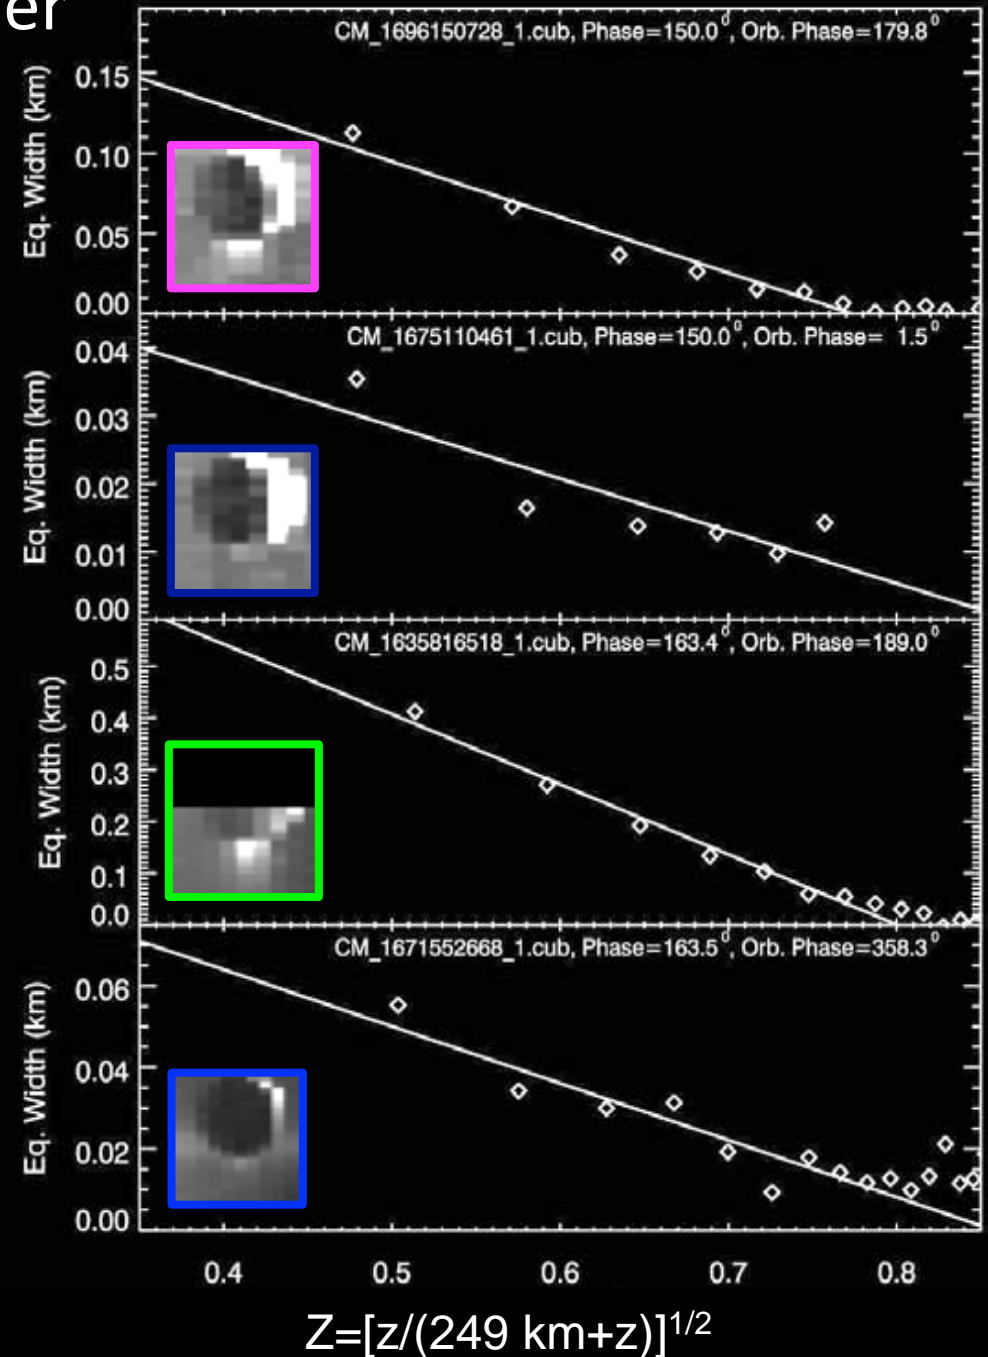 er
CM_1696150728_1.cub, Phase=150.0°, Orb. Phase=179.8°
Eq. Width (km)
0.15
0.10
0.05
0.00
CM_1675110461_1.cub, Phase=150.0°, Orb. Phase= 1.5°
Eq. Width (km)
0.04
0.03
0.02
0.01
0.00
CM_1635816518_1.cub, Phase=163.4°, Orb. Phase=189.0°
Eq. Width (km)
0.5
0.4
0.3
0.2
0.1
0.0
CM_1671552668_1.cub, Phase=163.5°, Orb. Phase=358.3°
Eq. Width (km)
0.06
0.04
0.02
0.00
0.4 0.5 0.6 0.7 0.8
Z=[z/(249 km+z)]^1/2